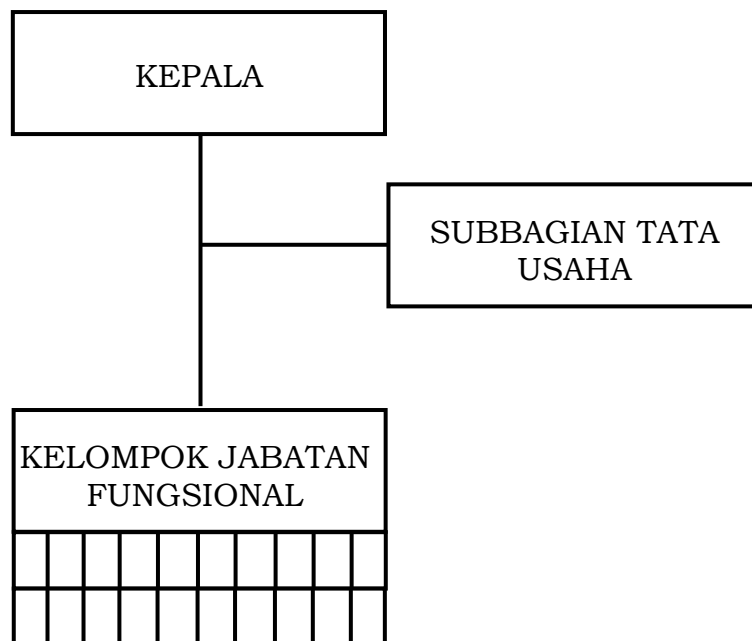 KEPALA
SUBBAGIAN TATA
USAHA
KELOMPOK JABATAN
FUNGSIONAL